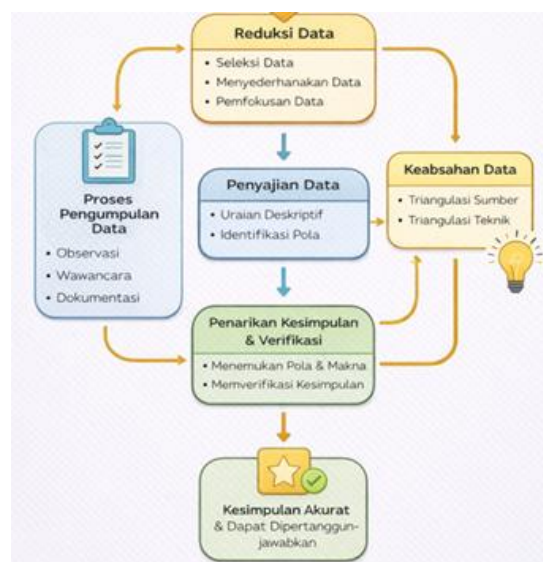 Reduksi Data
• Seleksi Data
• Menyederhanakan Data
• Pemfokusan Data
Proses
Pengumpulan
Data
• Observasi
• Wawancara
• Dokumentasi
Penyajian Data
• Uraian Deskriptif
• Identifikasi Pola
Keabsahan Data
• Triangulasi Sumber
• Triangulasi Teknik
Penarikan Kesimpulan
& Verifikasi
• Menemukan Pola & Makna
• Memverifikasi Kesimpulan
Kesimpulan Akurat
& Dapat Dipertanggun-
jawabkan